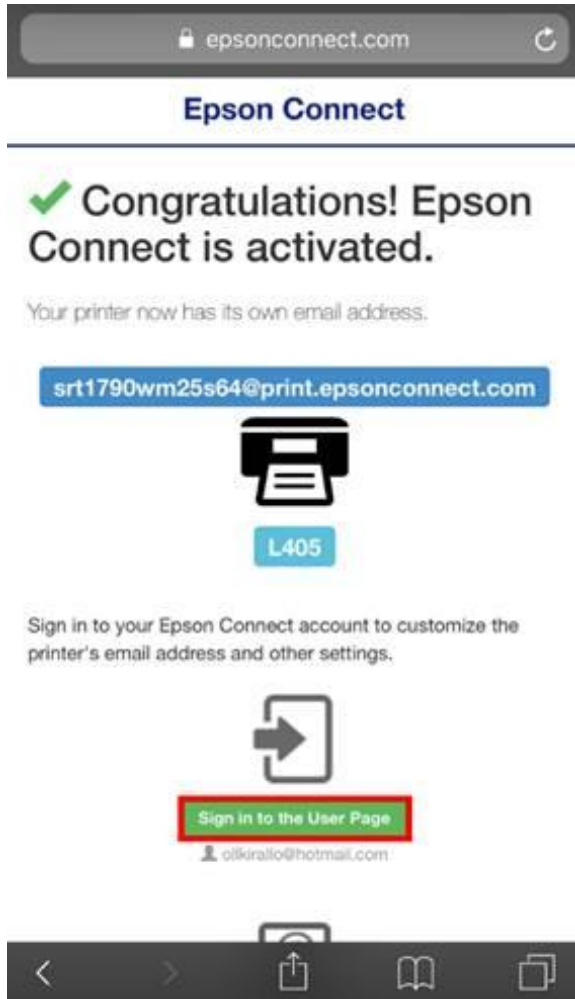 epsonconnect.com
Epson Connect
Congratulations! Epson
Connect is activated.
Your printer now has its own email address.
srt1790wm25s64@print.epsonconnect.com
L405
Sign in to your Epson Connect account to customize the
printer's email address and other settings.
Sign in to the User Page
olikirallo@hotmail.com